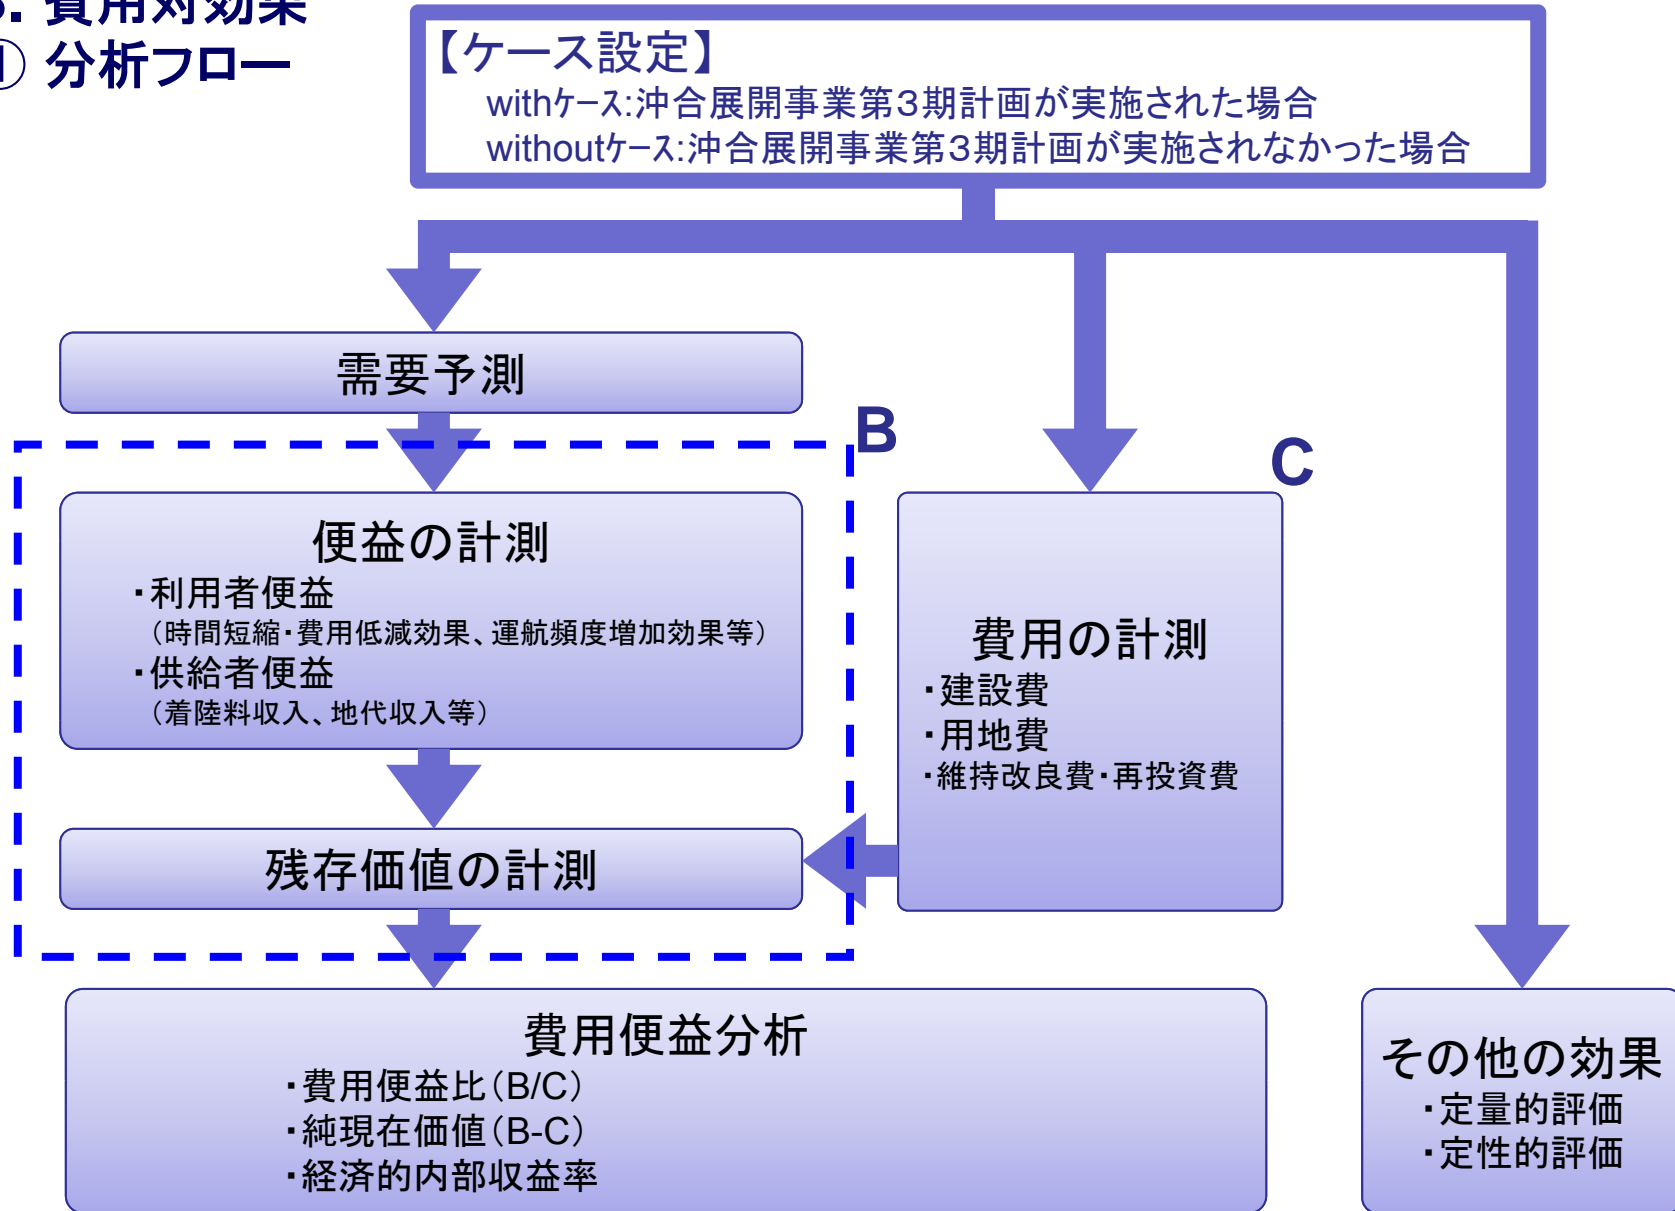 費用対効果
① 分析フロー
【ケース設定】
withｹｰｽ:沖合展開事業第3期計画が実施された場合
withoutｹｰｽ:沖合展開事業第3期計画が実施されなかった場合
需要予測
B
C
便益の計測
・利用者便益
（時間短縮・費用低減効果、運航頻度増加効果等）
・供給者便益
（着陸料収入、地代収入等）
費用の計測
・建設費
・用地費
・維持改良費・再投資費
残存価値の計測
費用便益分析
・費用便益比（B/C）
・純現在価値（B-C）
・経済的内部収益率
その他の効果
・定量的評価
・定性的評価